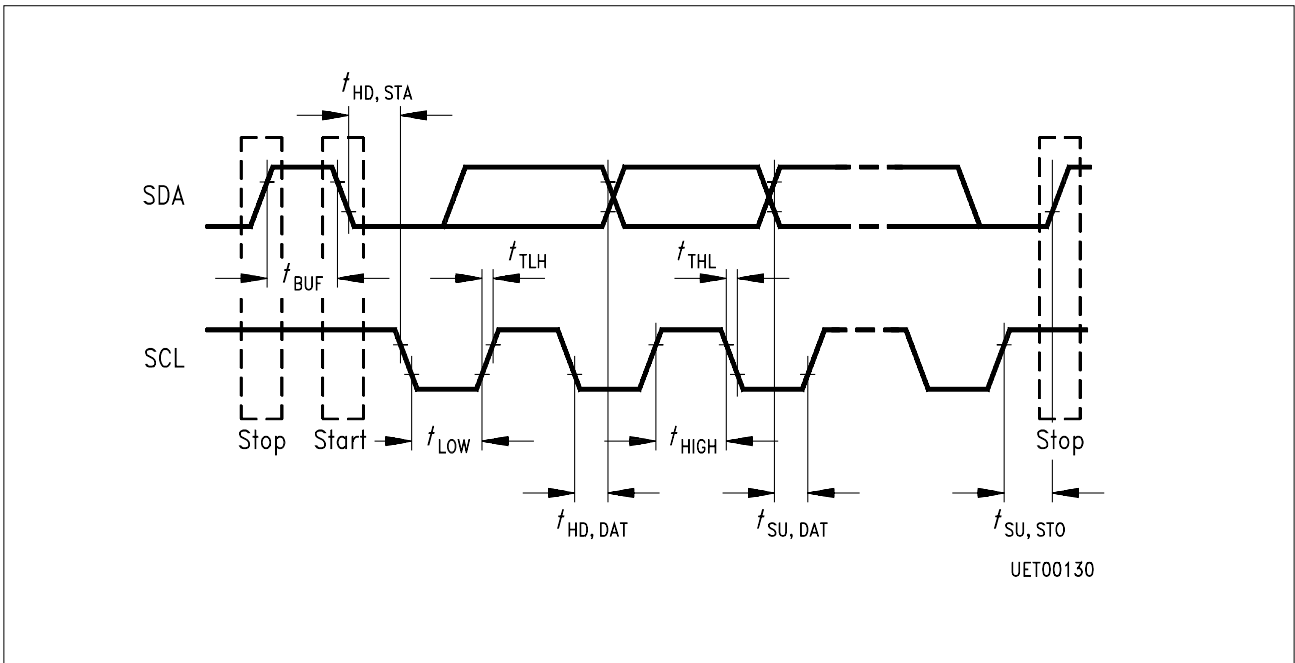 t HD, STA
SDA
t BUF
t TLH
t THL
SCL
Stop
Start
t LOW
t HIGH
Stop
t HD, DAT
t SU, DAT
t SU, STO
UET00130